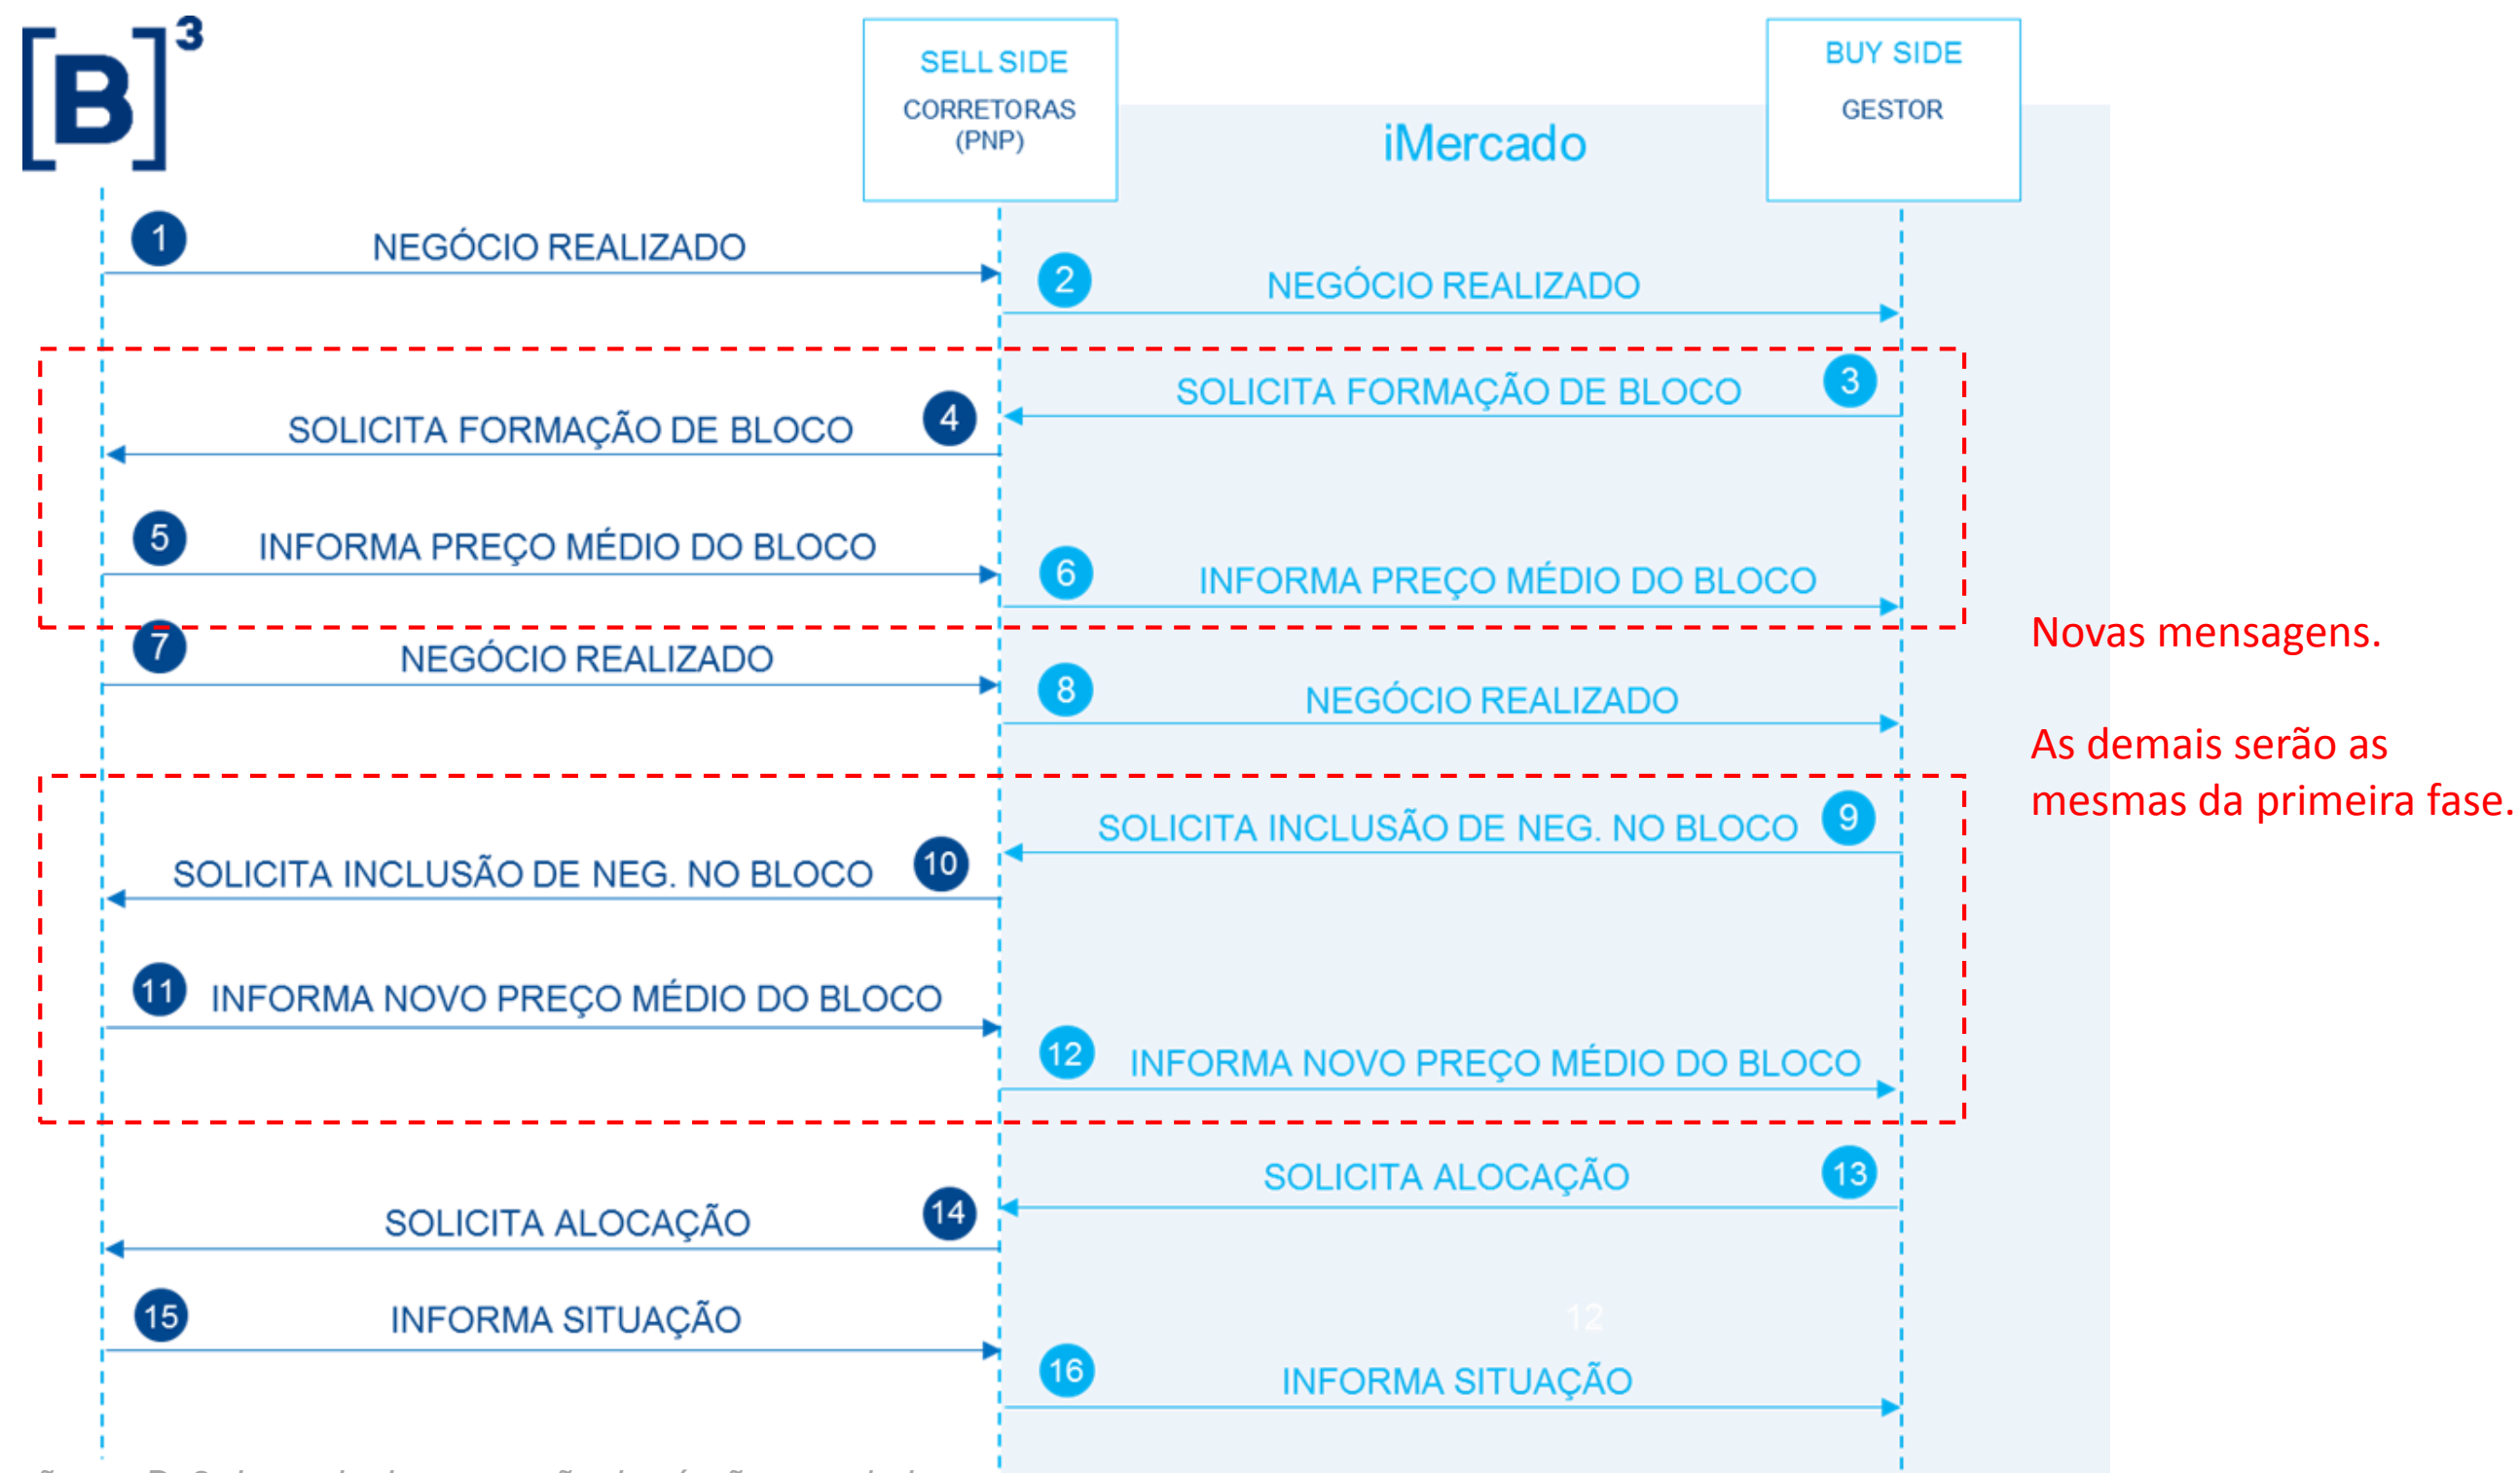 [B]³
SELL SIDE
CORRETORAS
(PNP)
BUY SIDE
GESTOR
iMercado
1 NEGÓCIO REALIZADO
2 NEGÓCIO REALIZADO
SOLICITA FORMAÇÃO DE BLOCO 3
SOLICITA FORMAÇÃO DE BLOCO 4
5 INFORMA PREÇO MÉDIO DO BLOCO
6 INFORMA PREÇO MÉDIO DO BLOCO
7 NEGÓCIO REALIZADO
8 NEGÓCIO REALIZADO
Novas mensagens.
As demais serão as
mesmas da primeira fase.
SOLICITA INCLUSÃO DE NEG. NO BLOCO 9
SOLICITA INCLUSÃO DE NEG. NO BLOCO 10
11 INFORMA NOVO PREÇO MÉDIO DO BLOCO
12 INFORMA NOVO PREÇO MÉDIO DO BLOCO
SOLICITA ALOCAÇÃO 13
SOLICITA ALOCAÇÃO 14
15 INFORMA SITUAÇÃO
12
16 INFORMA SITUAÇÃO